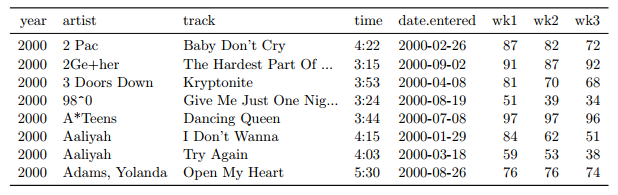 year artist track time date.entered wk1 wk2 wk3
2000 2 Pac Baby Don't Cry 4:22 2000-02-26 87 82 72
2000 2Ge+her The Hardest Part Of ... 3:15 2000-09-02 91 87 92
2000 3 Doors Down Kryptonite 3:53 2000-04-08 81 70 68
2000 98^0 Give Me Just One Nig... 3:24 2000-08-19 51 39 34
2000 A*Teens Dancing Queen 3:44 2000-07-08 97 97 96
2000 Aaliyah I Don't Wanna 4:15 2000-01-29 84 62 51
2000 Aaliyah Try Again 4:03 2000-03-18 59 53 38
2000 Adams, Yolanda Open My Heart 5:30 2000-08-26 76 76 74